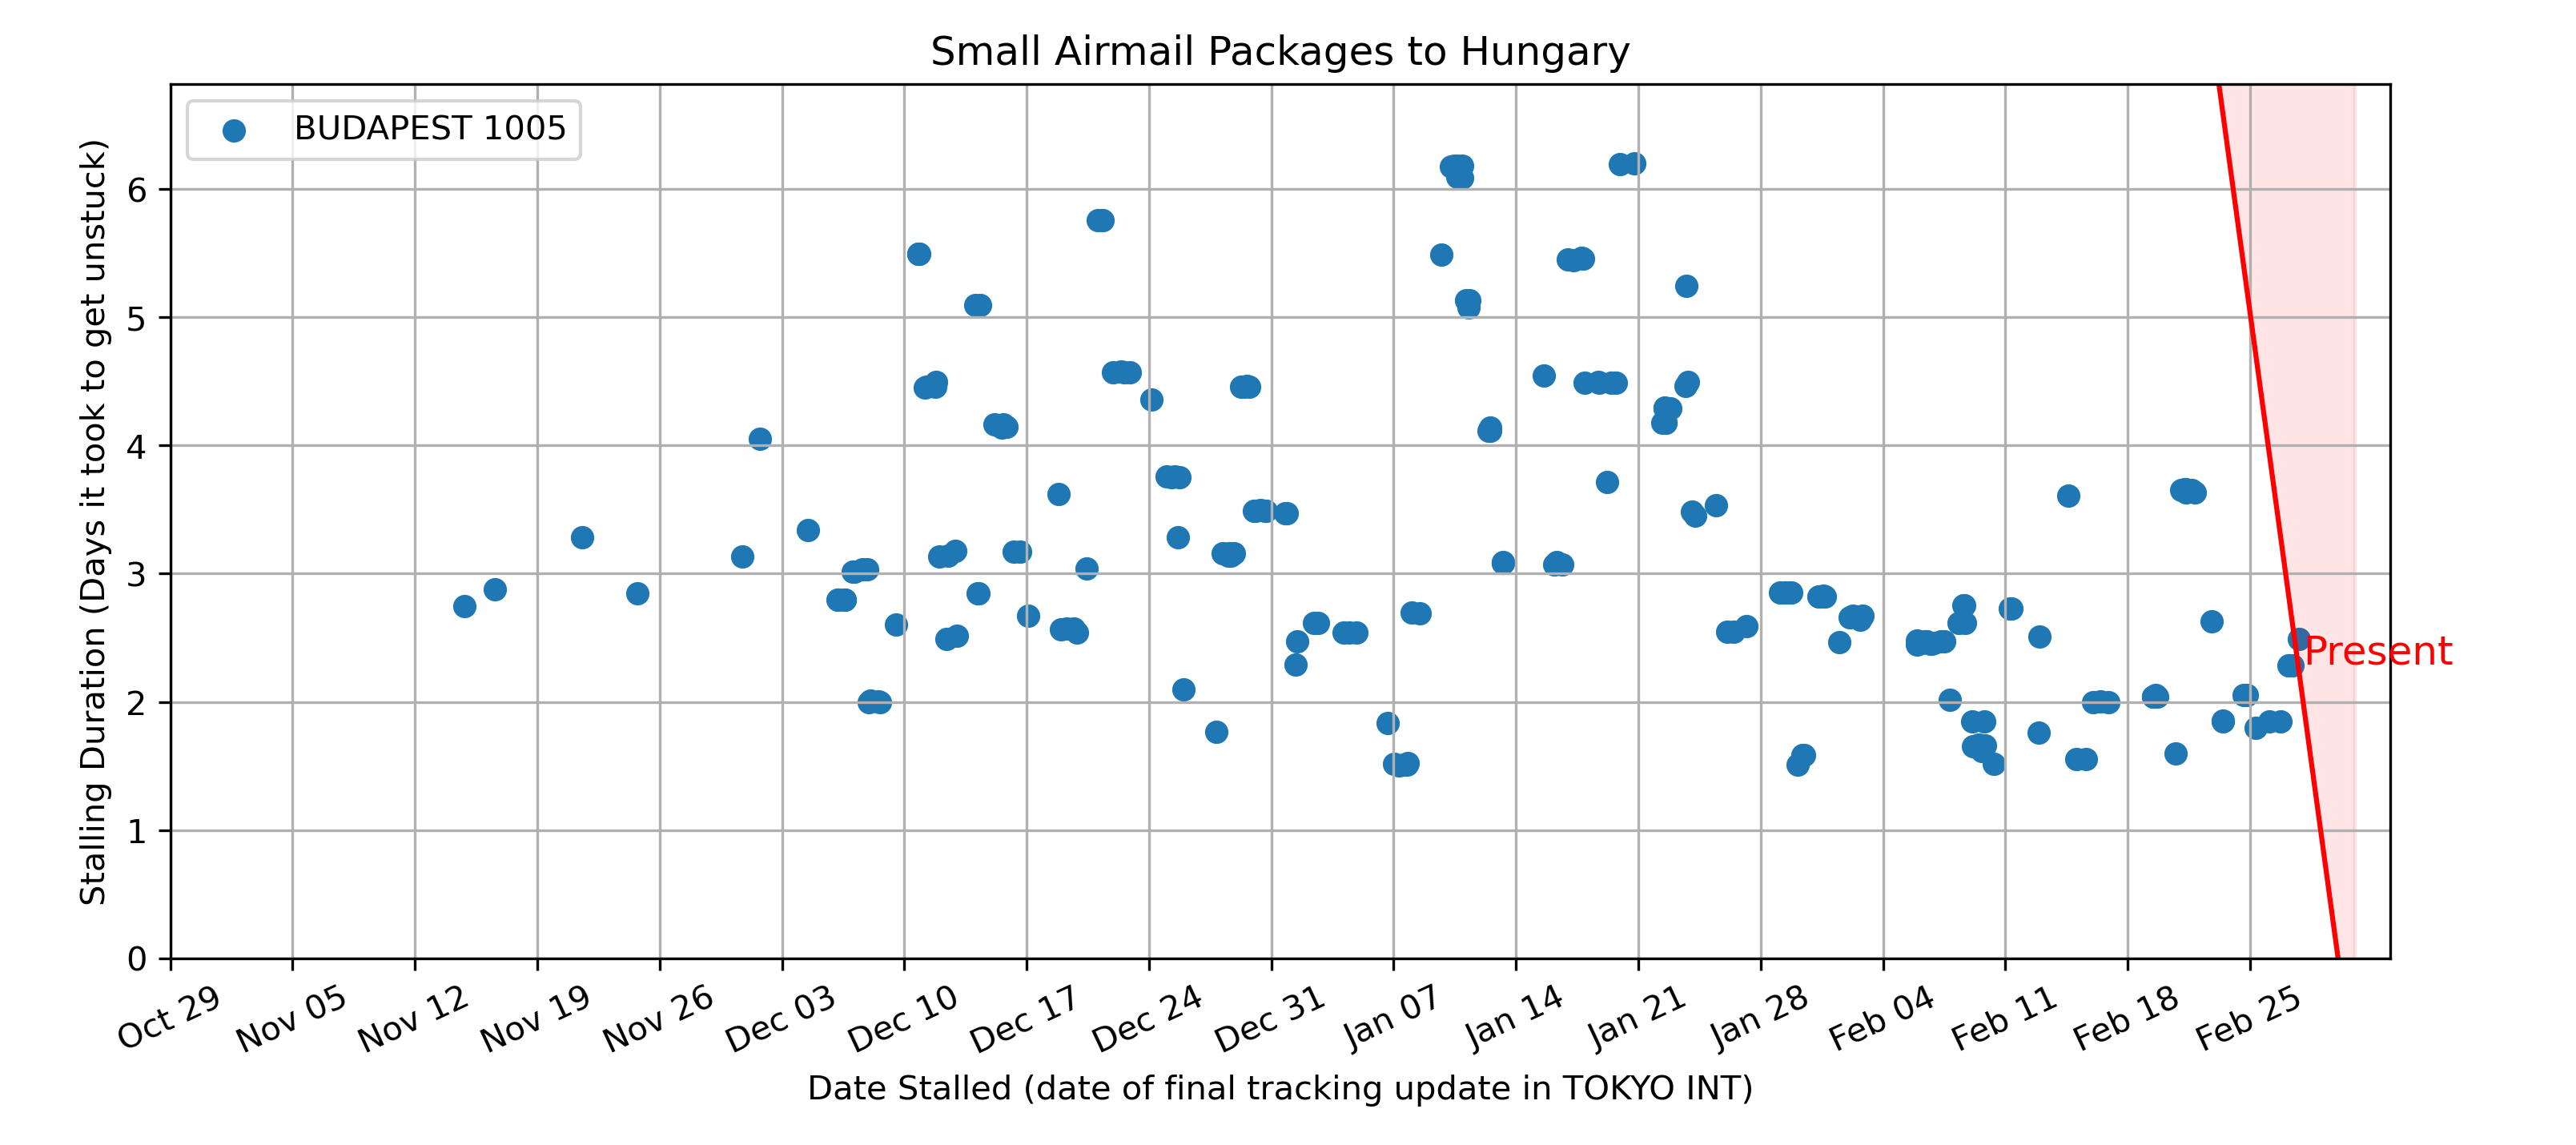 Small Airmail Packages to Hungary
BUDAPEST 1005
Stalling Duration (Days it took to get unstuck)
6
5
4
3
2
1
0
Present
Oct 29
Nov 05
Nov 12
Nov 19
Nov 26
Dec 03
Dec 10
Dec 17
Dec 24
Dec 31
Jan 07
Jan 14
Jan 21
Jan 28
Feb 04
Feb 11
Feb 18
Feb 25
Date Stalled (date of final tracking update in TOKYO INT)